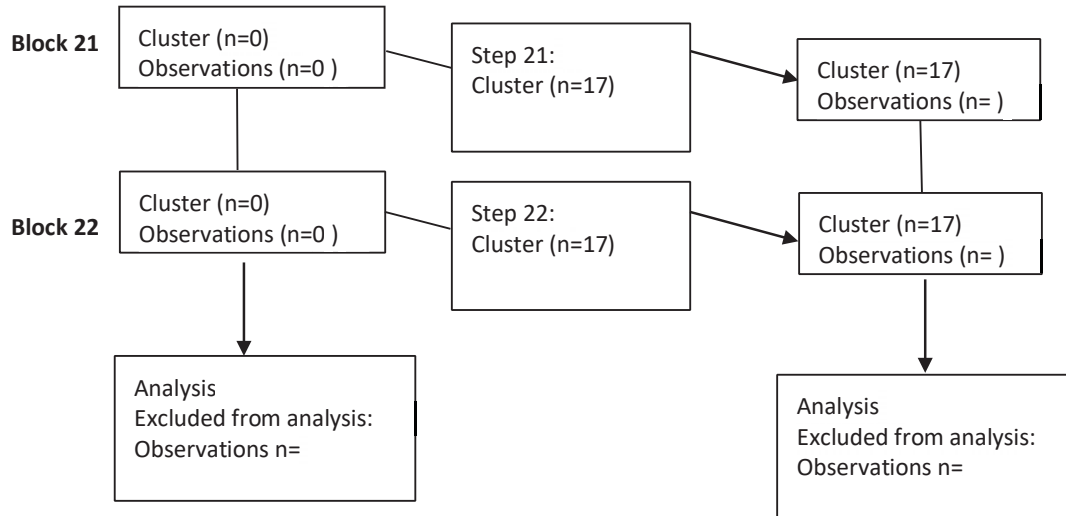 Block 21
Cluster (n=0)
Observations (n=0 )
Step 21:
Cluster (n=17)
Cluster (n=17)
Observations (n= )
Block 22
Cluster (n=0)
Observations (n=0 )
Step 22:
Cluster (n=17)
Cluster (n=17)
Observations (n= )
Analysis
Excluded from analysis:
Observations n=
Analysis
Excluded from analysis:
Observations n=